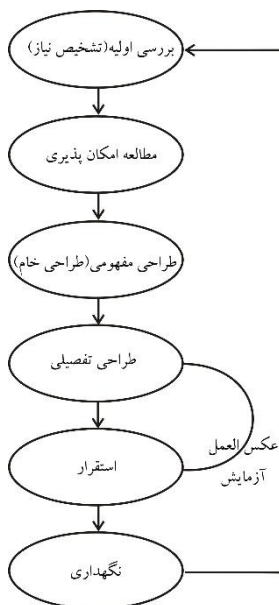 بررسی اولیه(تشخیص نیاز)
مطالعه امکان پذیری
طراحی مفهومی(طراحی خام)
طراحی تفصیلی
عکس العمل
آزمایش
استقرار
نگهداری